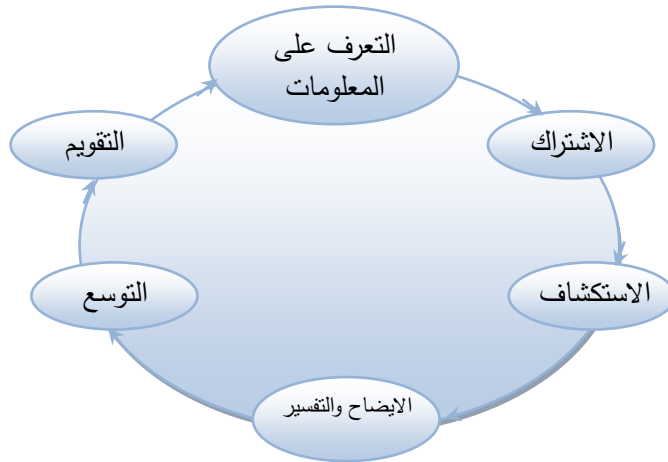 التعرف على
المعلومات
الاشتراك
الاستكشاف
الايضاح والتفسير
التوسع
التقويم